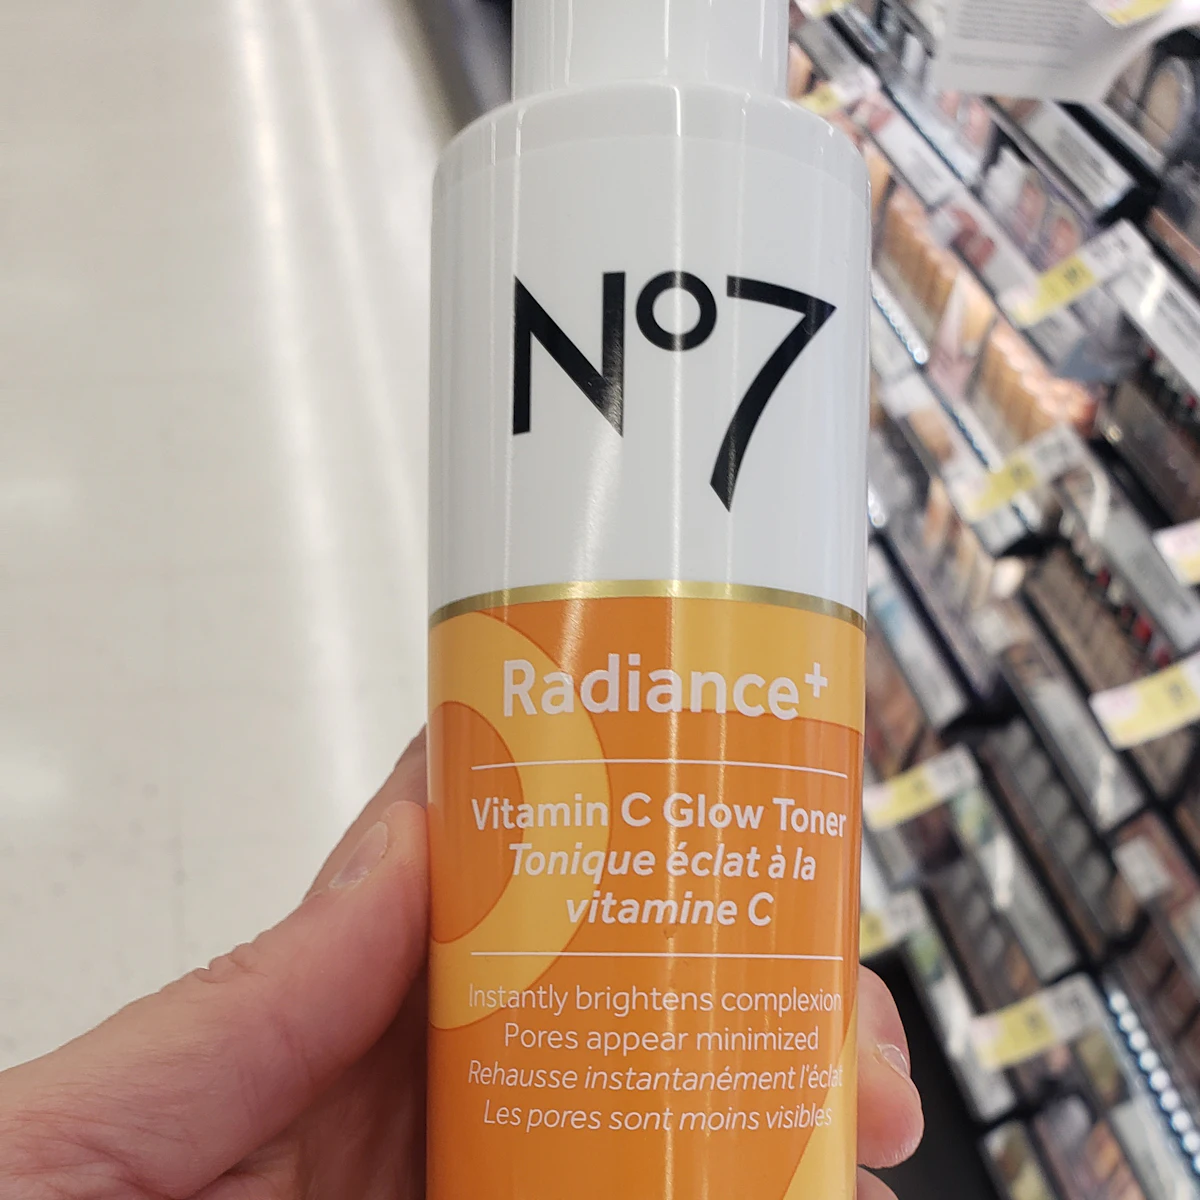 Nº7
Radiance+
Vitamin C Glow Toner
Tonique éclat à la
vitamine C
Instantly brightens complexion
Pores appear minimized
Rehausse instantanément l'éclat
Les pores sont moins visibles